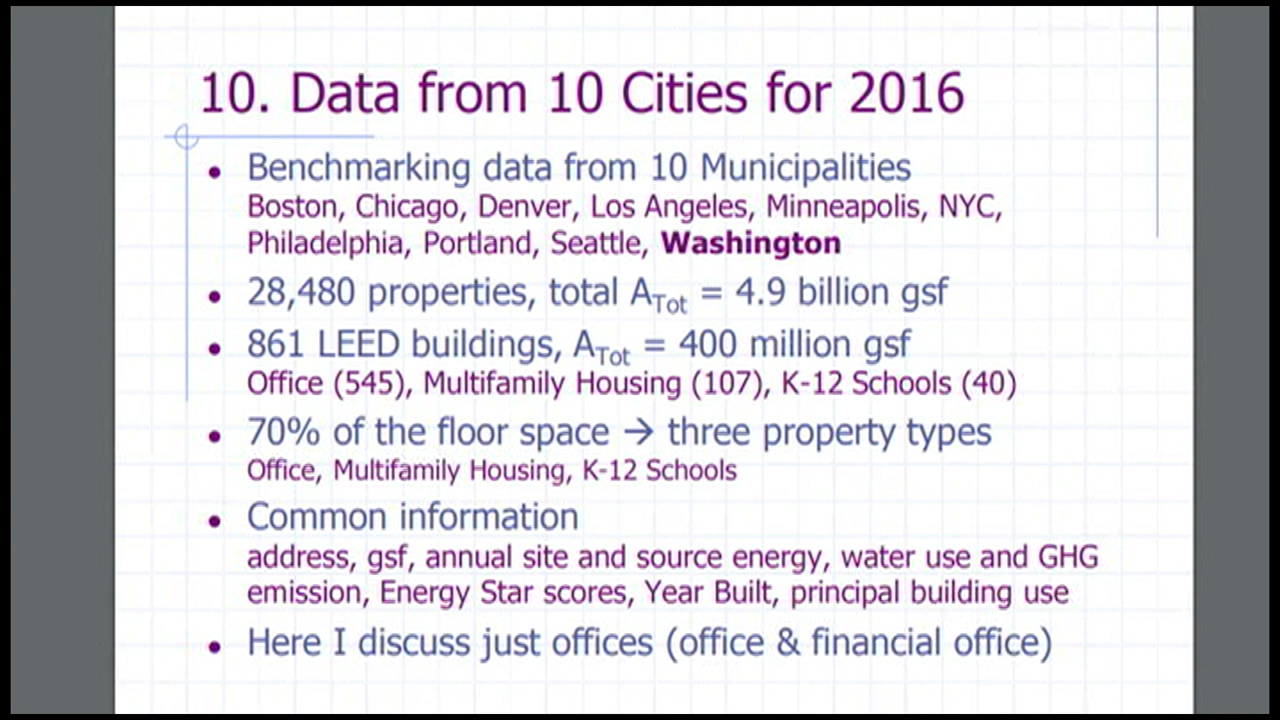 10. Data from 10 Cities for 2016
• Benchmarking data from 10 Municipalities
Boston, Chicago, Denver, Los Angeles, Minneapolis, NYC,
Philadelphia, Portland, Seattle, Washington
• 28,480 properties, total A_Tot = 4.9 billion gsf
• 861 LEED buildings, A_Tot = 400 million gsf
Office (545), Multifamily Housing (107), K-12 Schools (40)
• 70% of the floor space → three property types
Office, Multifamily Housing, K-12 Schools
• Common information
address, gsf, annual site and source energy, water use and GHG
emission, Energy Star scores, Year Built, principal building use
• Here I discuss just offices (office & financial office)